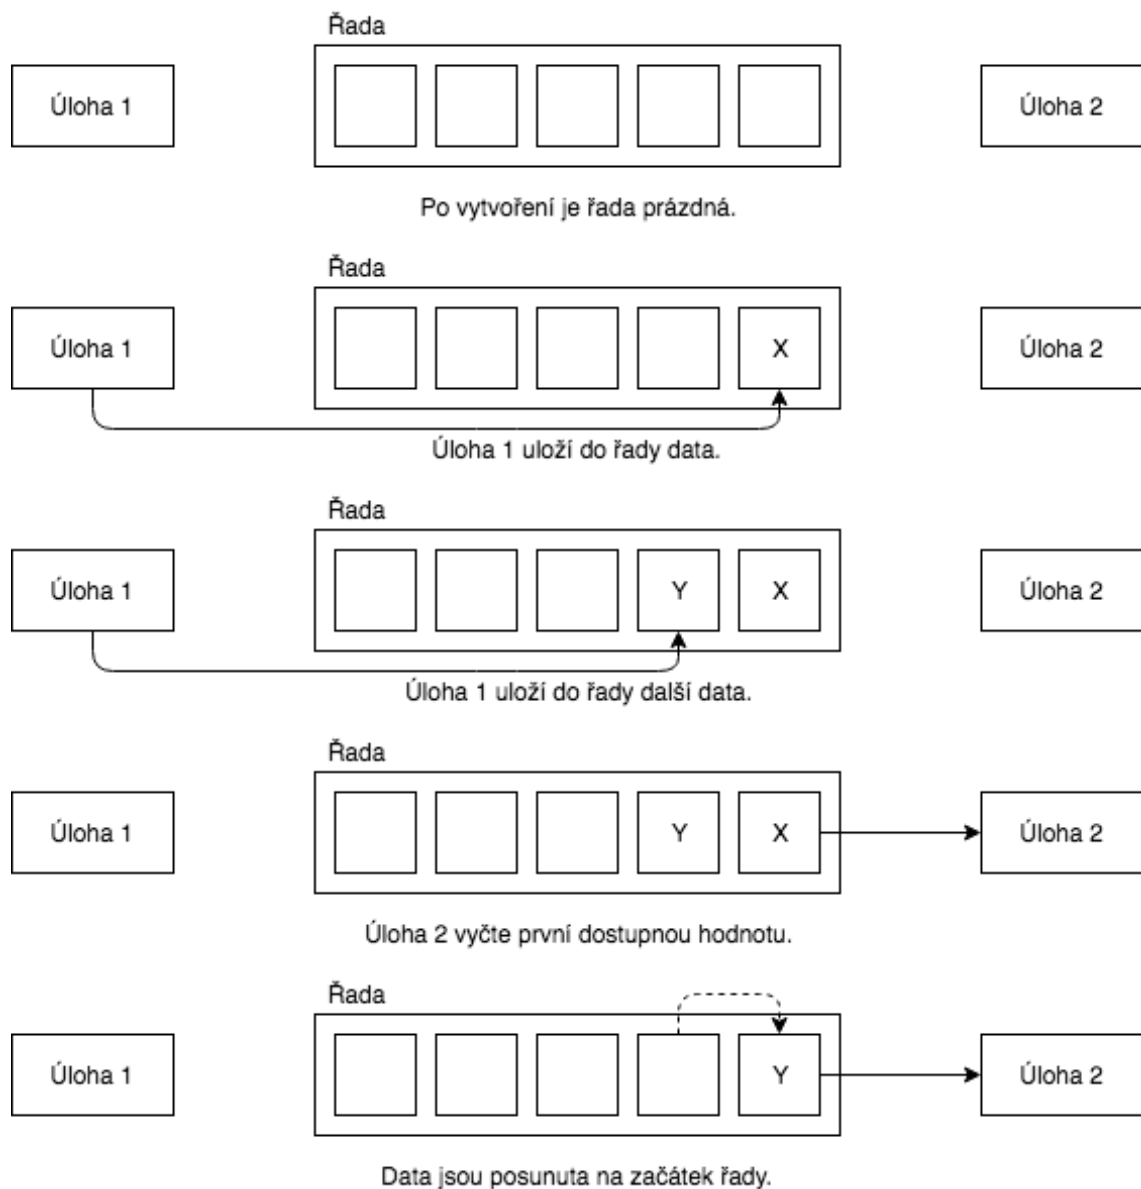 Řada
Úloha 1
Úloha 2
Po vytvoření je řada prázdná.
Řada
Úloha 1
X
Úloha 2
Úloha 1 uloží do řady data.
Řada
Úloha 1
Y
X
Úloha 2
Úloha 1 uloží do řady další data.
Řada
Úloha 1
Y
X
Úloha 2
Úloha 2 vyčte první dostupnou hodnotu.
Řada
Úloha 1
Y
Úloha 2
Data jsou posunuta na začátek řady.